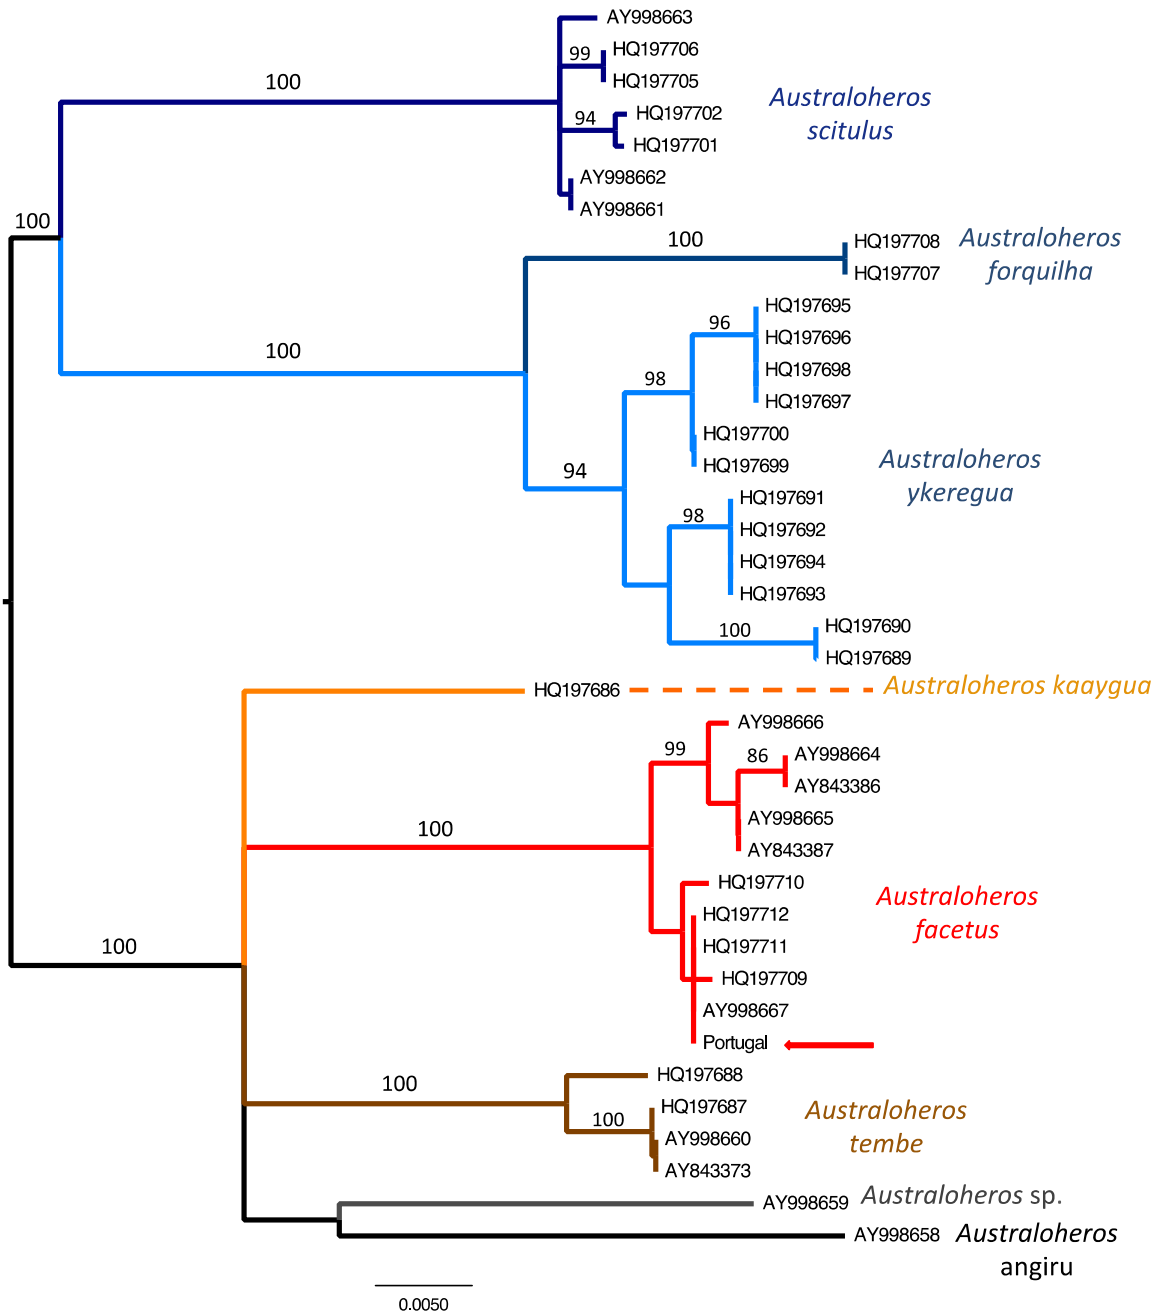 AY998663
99
HQ197706
HQ197705
100
94
HQ197702
HQ197701
Australoheros
scitulus
AY998662
AY998661
100
100
HQ197708
HQ197707
Australoheros
forquilha
100
96
HQ197695
HQ197696
HQ197698
HQ197697
98
HQ197700
HQ197699
94
Australoheros
ykeregua
98
HQ197691
HQ197692
HQ197694
HQ197693
100
HQ197690
HQ197689
HQ197686
Australoheros kaaygua
99
AY998666
86
AY998664
AY843386
AY998665
AY843387
100
HQ197710
HQ197712
HQ197711
HQ197709
AY998667
Portugal
Australoheros
facetus
100
100
HQ197688
100
HQ197687
AY998660
AY843373
Australoheros
tembe
AY998659
Australoheros sp.
AY998658
Australoheros
angiru
0.0050